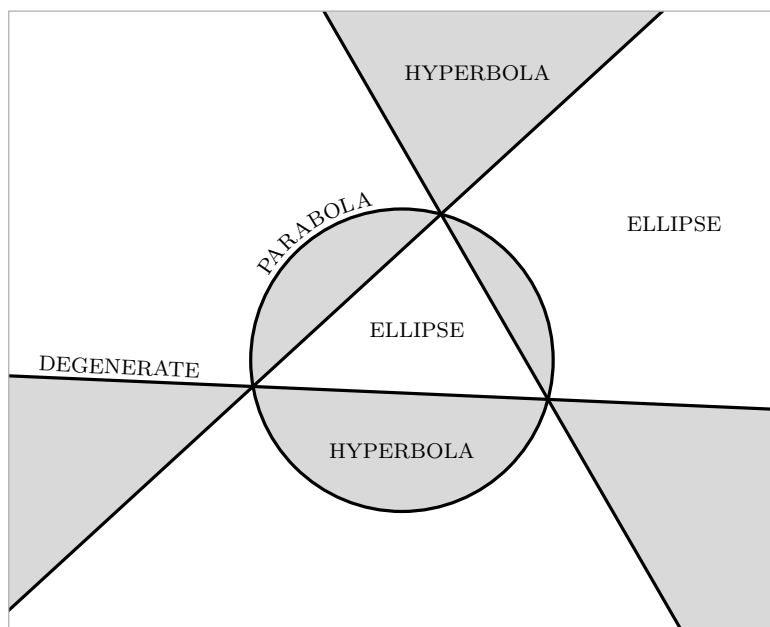 HYPERBOLA
PARABOLA
ELLIPSE
ELLIPSE
DEGENERATE
HYPERBOLA